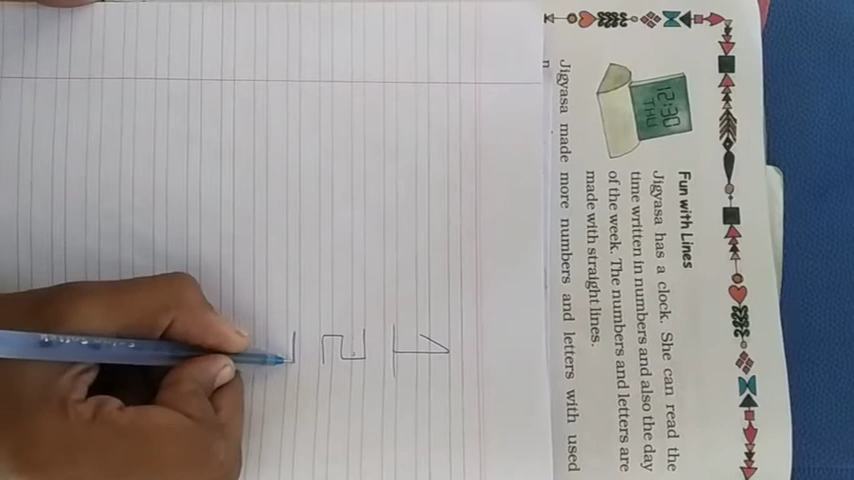 Fun with Lines
12:30
THU
Jigyasa has a clock. She can read the
time written in numbers and also the day
of the week. The numbers and letters are
made with straight lines.
Jigyasa made more numbers and letters with used
1
2